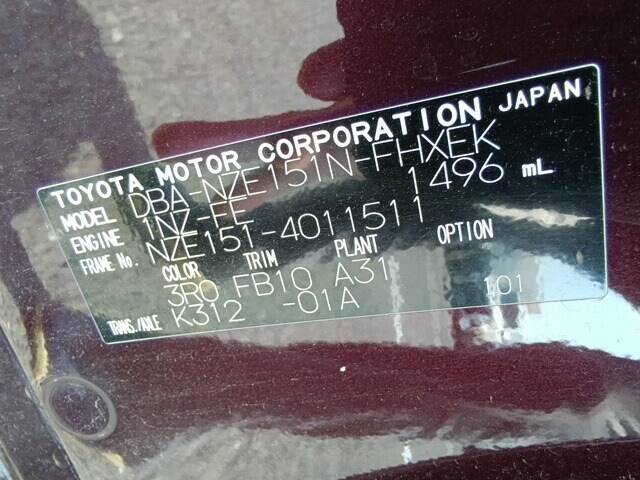 TOYOTA MOTOR CORPORATION JAPAN
MODEL DBA-NZE151N-FHXEK
ENGINE 1NZ-FE 1496 mL
FRAME No. NZE151-4011511
COLOR TRIM PLANT OPTION
3R0 FB10 A31
TRANS./AXLE K312 -01A 101